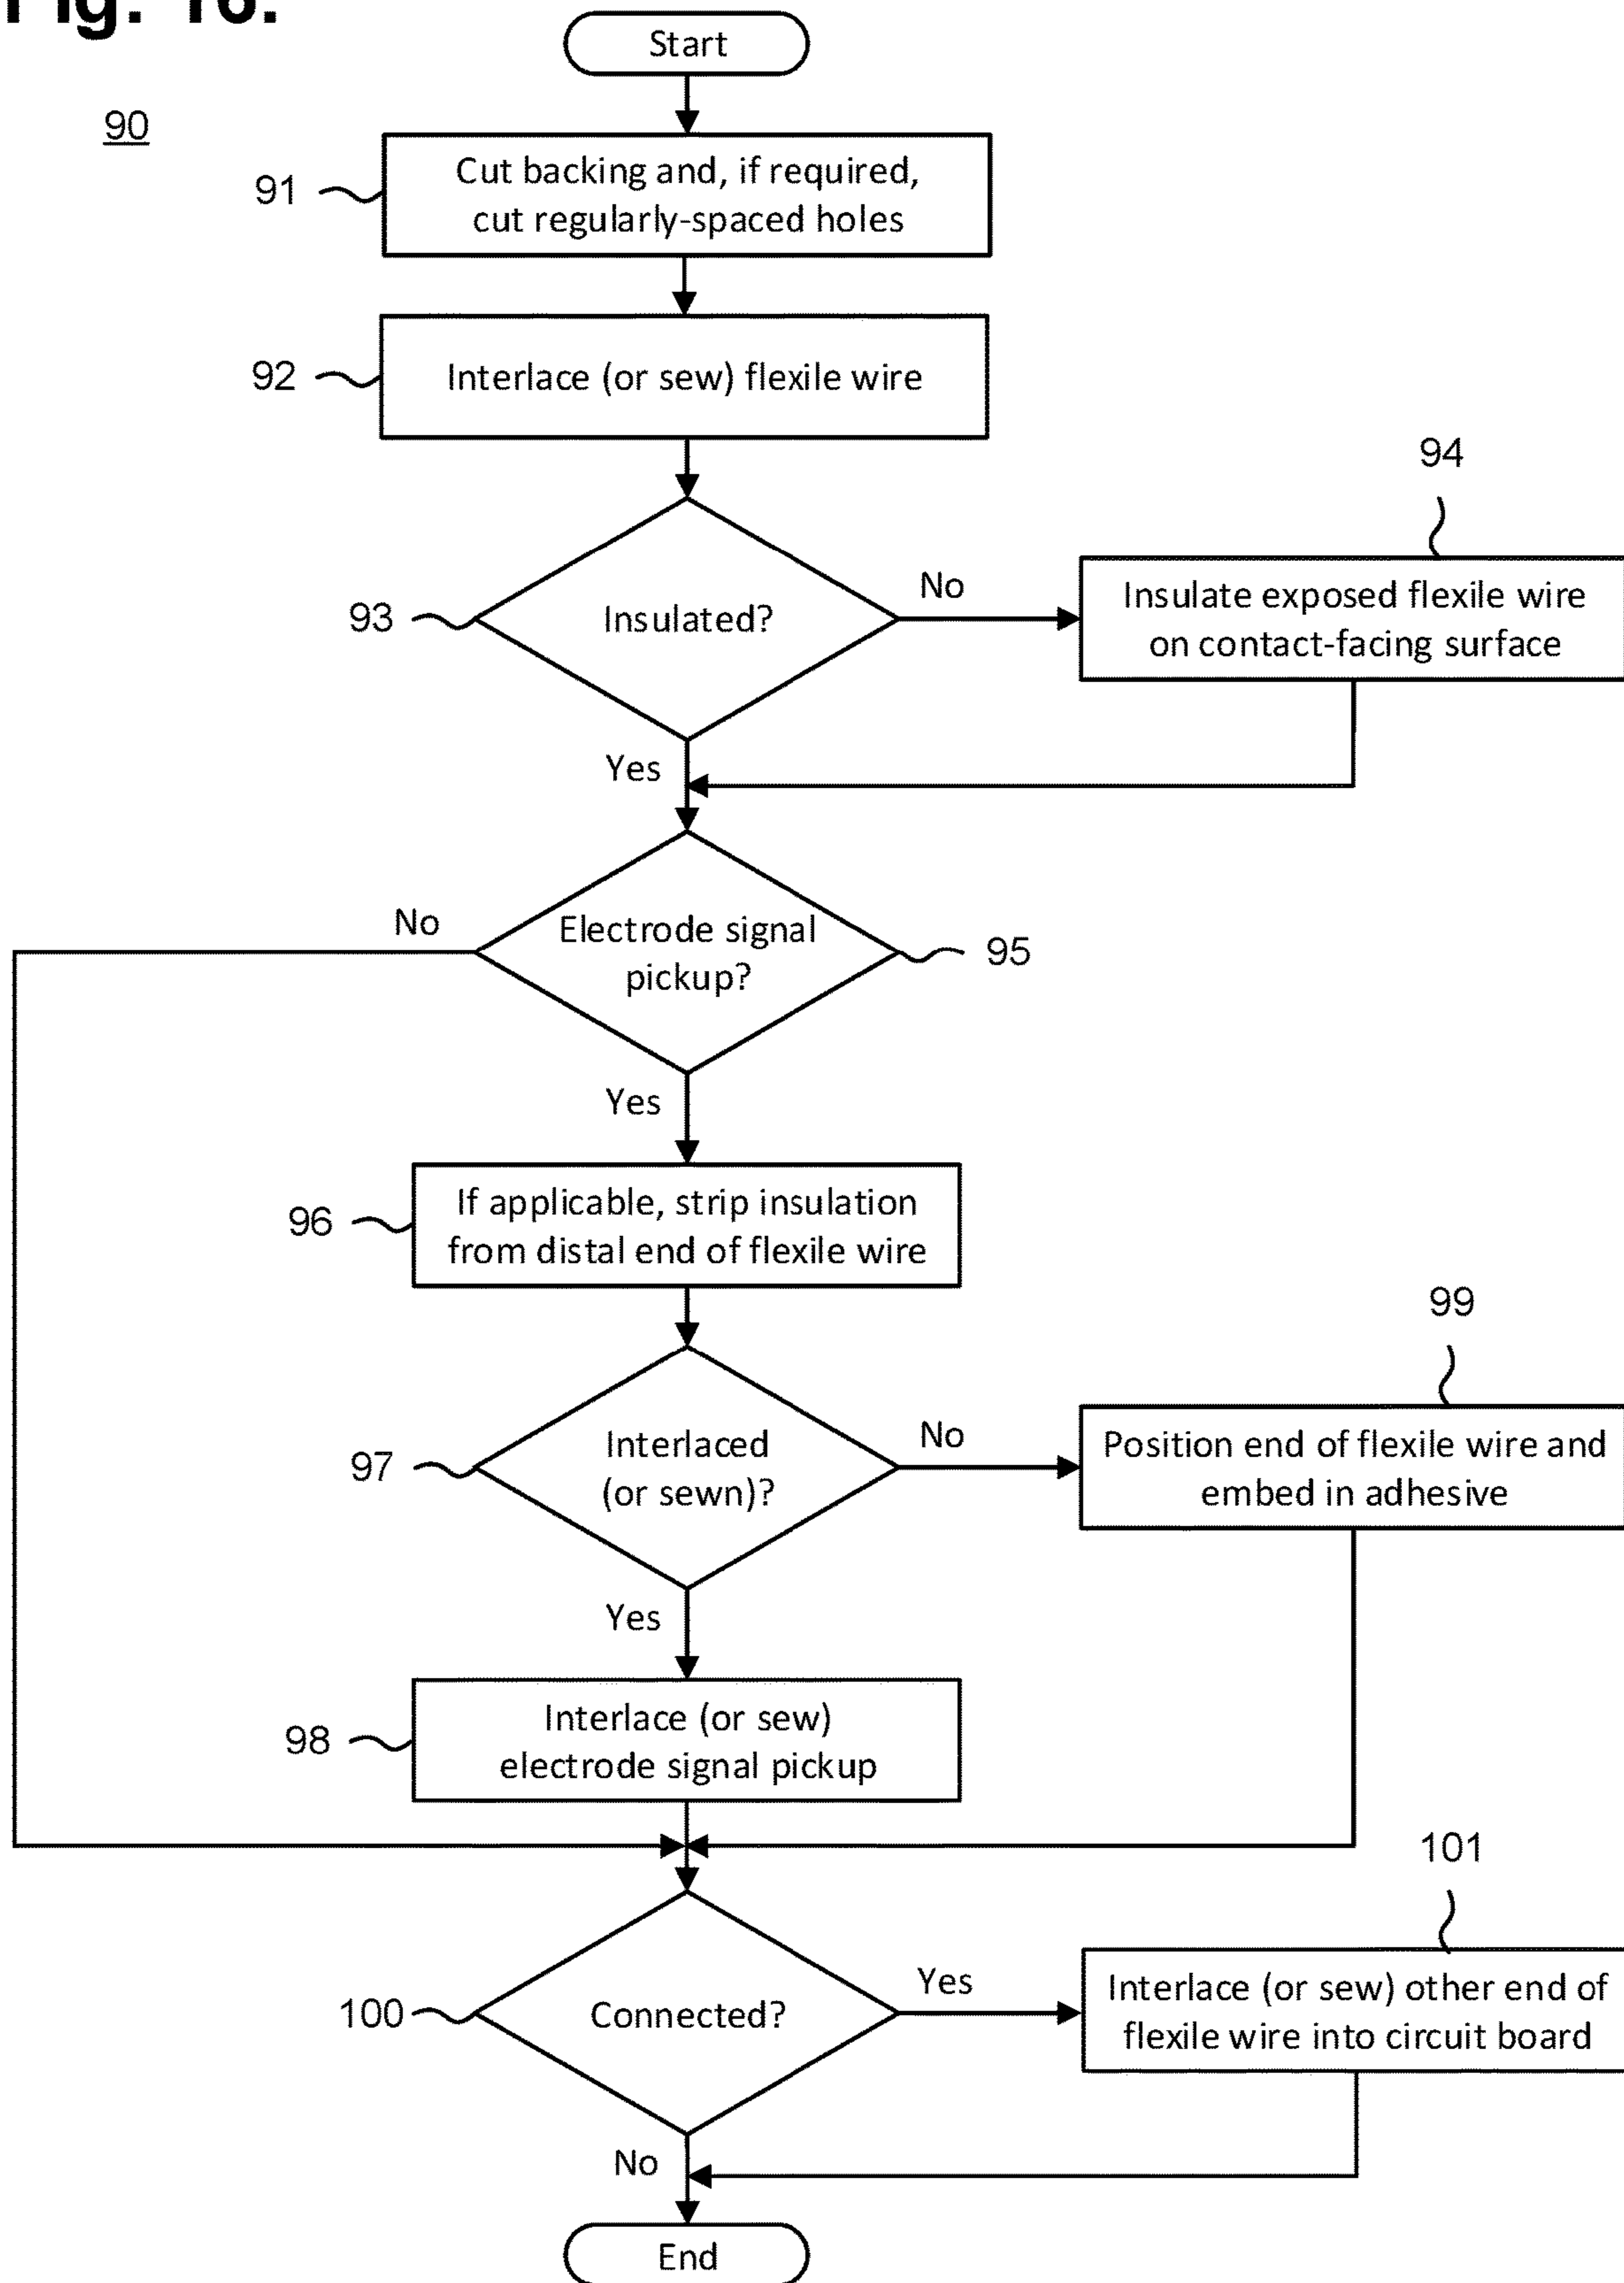 Fig. 16.
Start
90
91
Cut backing and, if required,
cut regularly-spaced holes
92
Interlace (or sew) flexile wire
94
93
Insulated?
No
Insulate exposed flexile wire
on contact-facing surface
Yes
No
Electrode signal
pickup?
95
Yes
96
If applicable, strip insulation
from distal end of flexile wire
99
97
Interlaced
(or sewn)?
No
Position end of flexile wire and
embed in adhesive
Yes
98
Interlace (or sew)
electrode signal pickup
101
100
Connected?
Yes
Interlace (or sew) other end of
flexile wire into circuit board
No
End